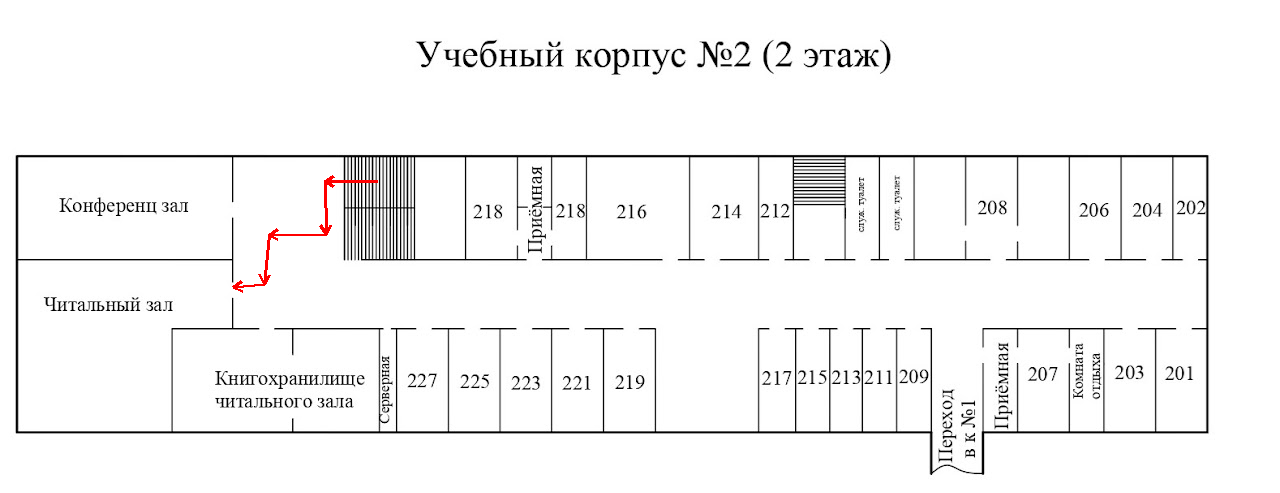 Учебный корпус №2 (2 этаж)
Конференц зал
218
Приёмная
218
216
214
212
служ. туалет
служ. туалет
208
206
204
202
Читальный зал
Книгохранилище
читального зала
Серверная
227
225
223
221
219
217
215
213
211
209
Переход
в к №1
Приёмная
207
Комната
отдыха
203
201